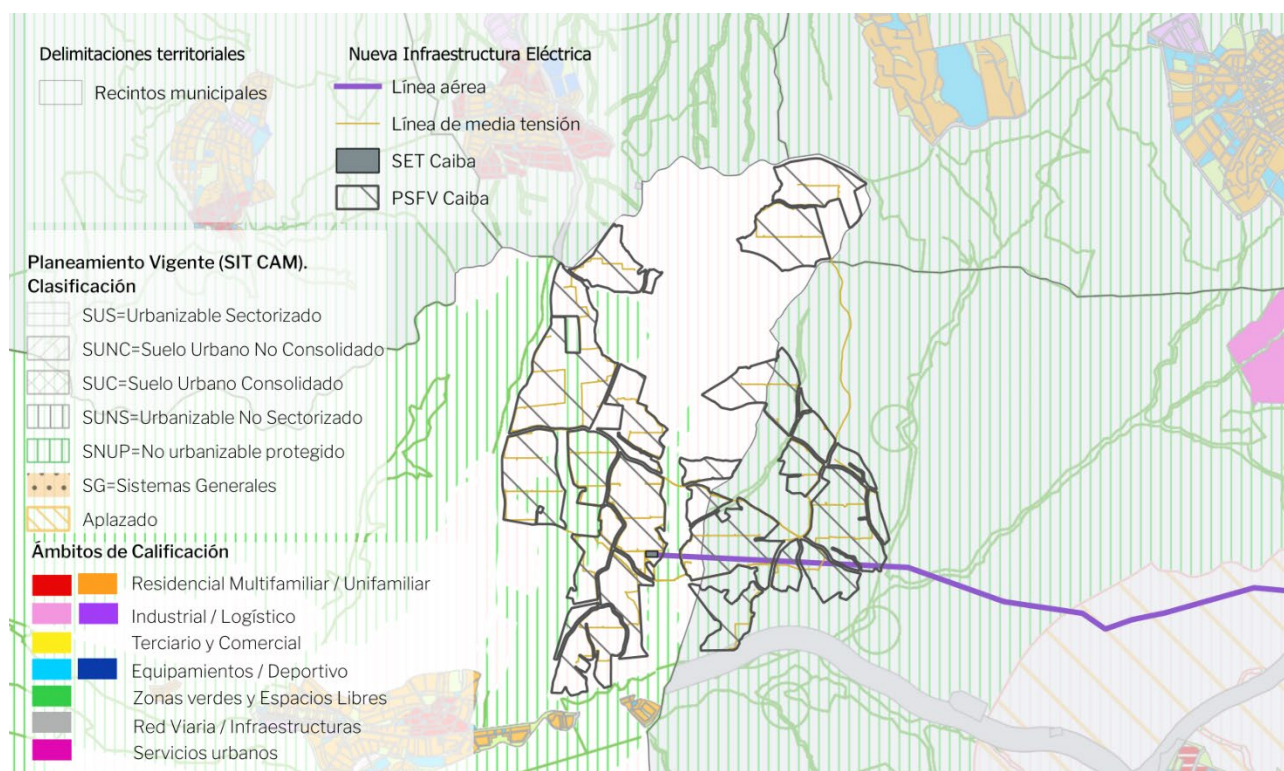 Delimitaciones territoriales
Recintos municipales
Nueva Infraestructura Eléctrica
Línea aérea
Línea de media tensión
SET Caiba
PSFV Caiba
Planeamiento Vigente (SIT CAM).
Clasificación
SUS=Urbanizable Sectorizado
SUNC=Suelo Urbano No Consolidado
SUC=Suelo Urbano Consolidado
SUNS=Urbanizable No Sectorizado
SNUP=No urbanizable protegido
SG=Sistemas Generales
Aplazado
Ámbitos de Calificación
Residencial Multifamiliar / Unifamiliar
Industrial / Logístico
Terciario y Comercial
Equipamientos / Deportivo
Zonas verdes y Espacios Libres
Red Viaria / Infraestructuras
Servicios urbanos